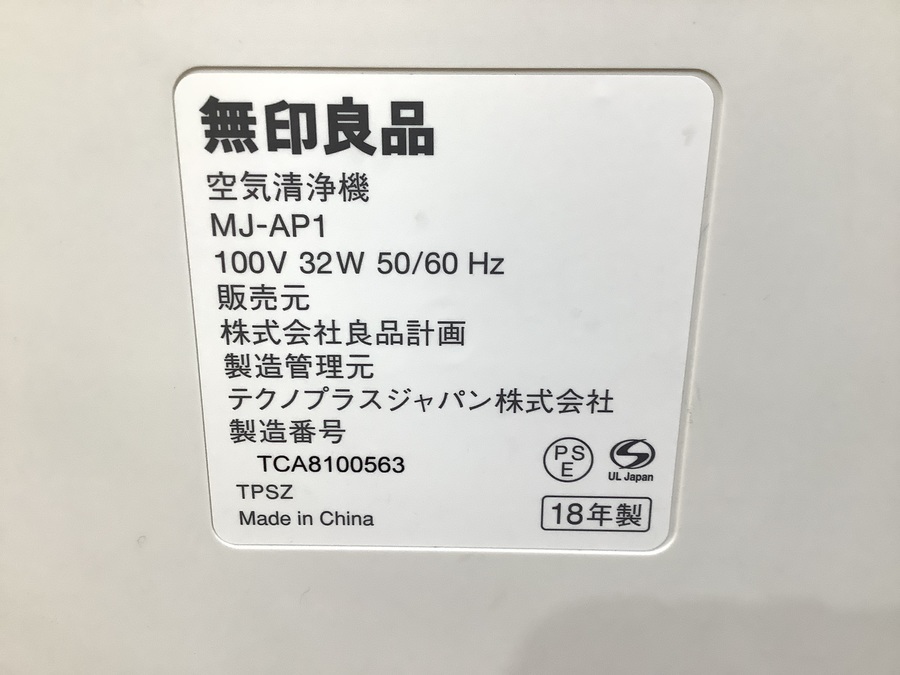 無印良品
空気清浄機
MJ-AP1
100V 32W 50/60 Hz
販売元
株式会社良品計画
製造管理元
テクノプラスジャパン株式会社
製造番号
TCA8100563
TPSZ
Made in China
PS
E
UL Japan
18年製